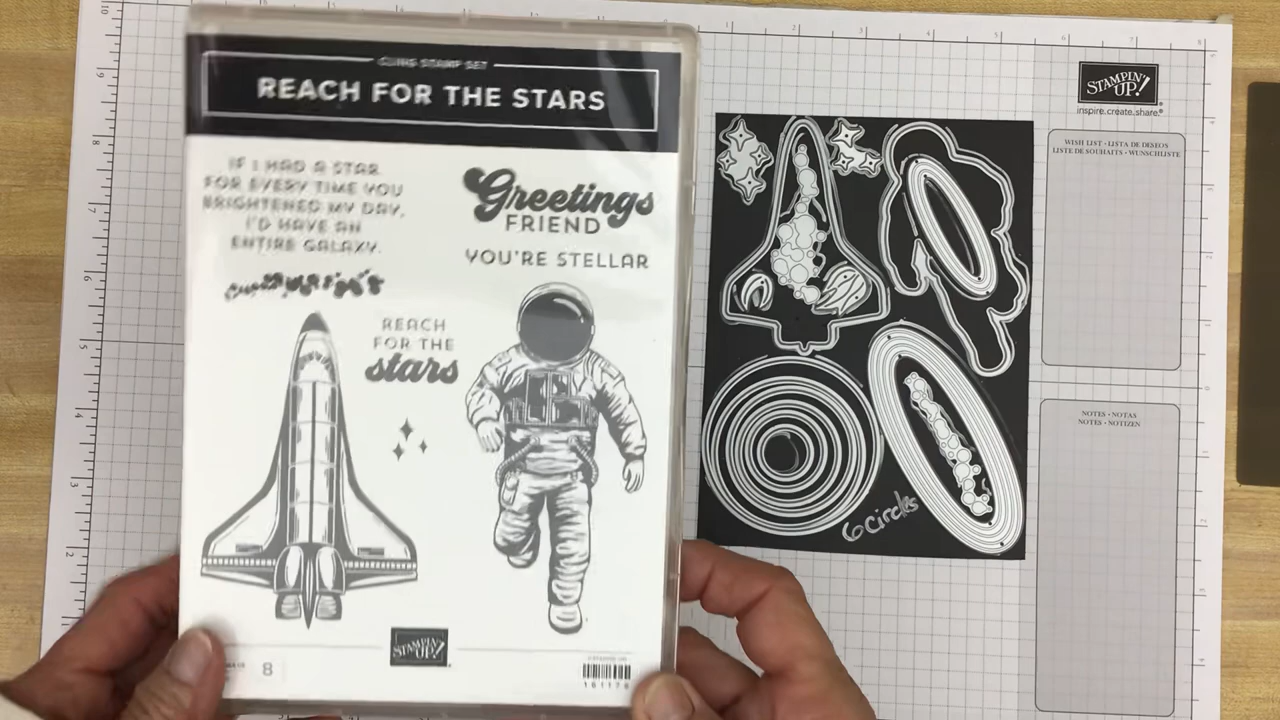 CLING STAMP SET
REACH FOR THE STARS
IF I HAD A STAR
FOR EVERY TIME YOU
BRIGHTENED MY DAY,
I'D HAVE AN
ENTIRE GALAXY.
Greetings
FRIEND
YOU'RE STELLAR
REACH
FOR THE
stars
STAMPIN' UP!
8
161176
STAMPIN' UP!
inspire.create.share.
WISH LIST • LISTA DE DESEOS
LISTE DE SOUHAITS • WUNSCHLISTE
NOTES • NOTAS
NOTES • NOTIZEN
6 Circles